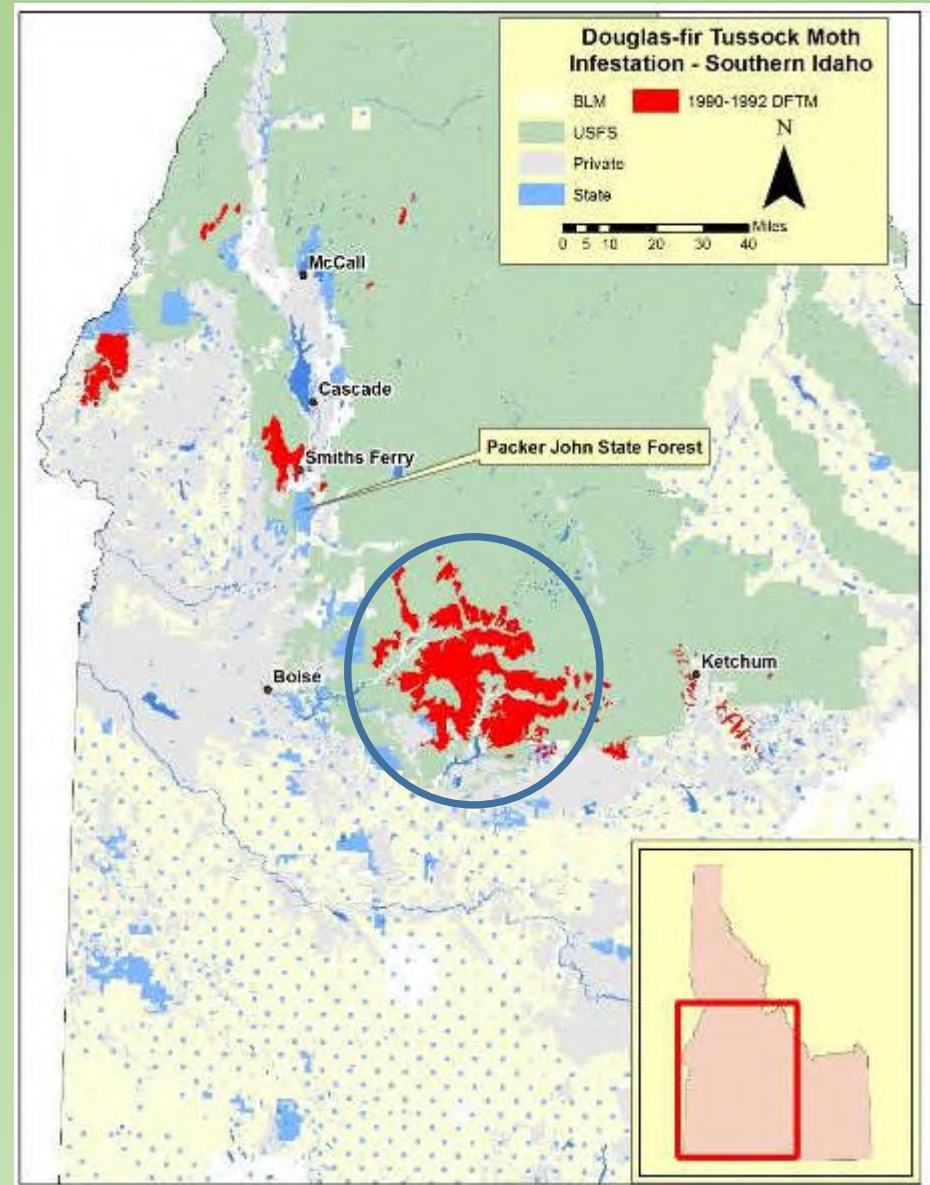 Douglas-fir Tussock Moth
Infestation - Southern Idaho
BLM
1990-1992 DFTM
USFS
Private
State
N
Miles
0 5 10 20 30 40
McCall
Cascade
Smiths Ferry
Packer John State Forest
Boise
Ketchum